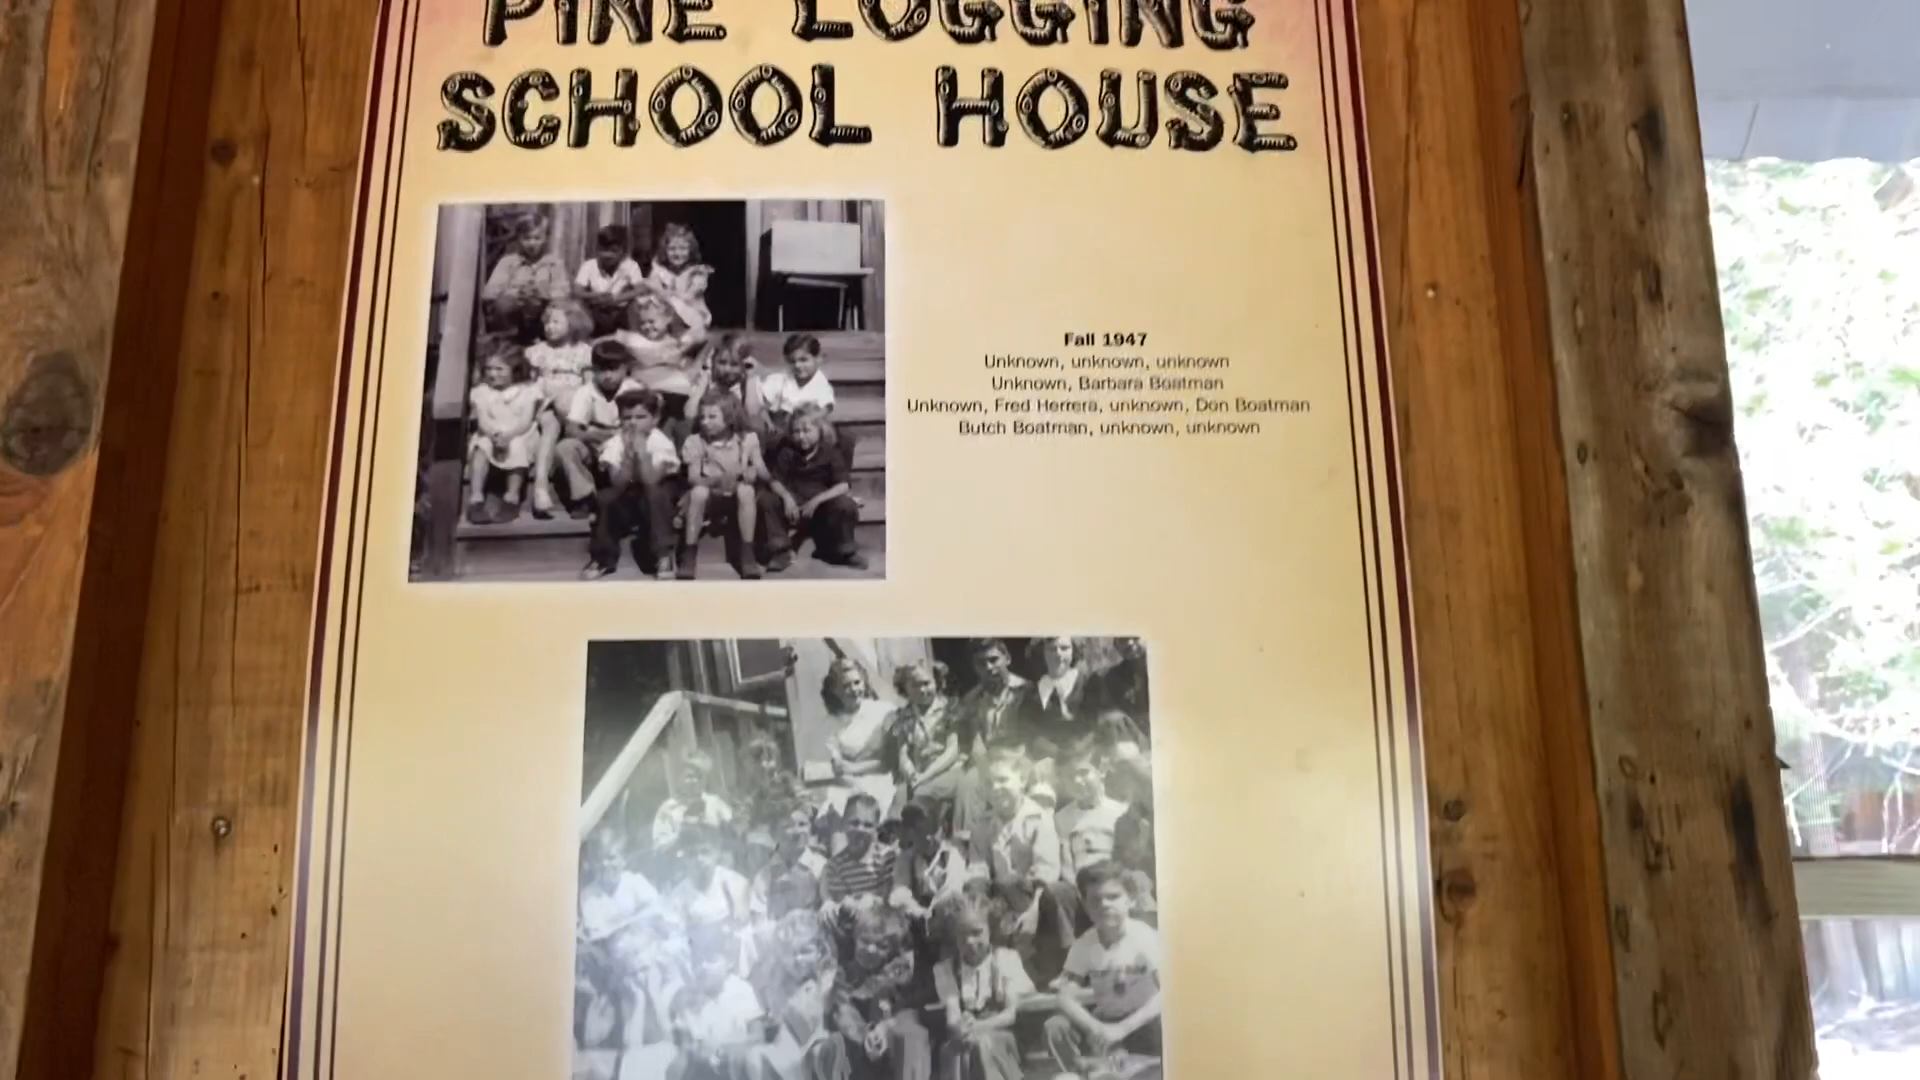 PINE LOGGING
SCHOOL HOUSE
Fall 1947
Unknown, unknown, unknown
Unknown, Barbara Boatman
Unknown, Fred Herrera, unknown, Don Boatman
Butch Boatman, unknown, unknown